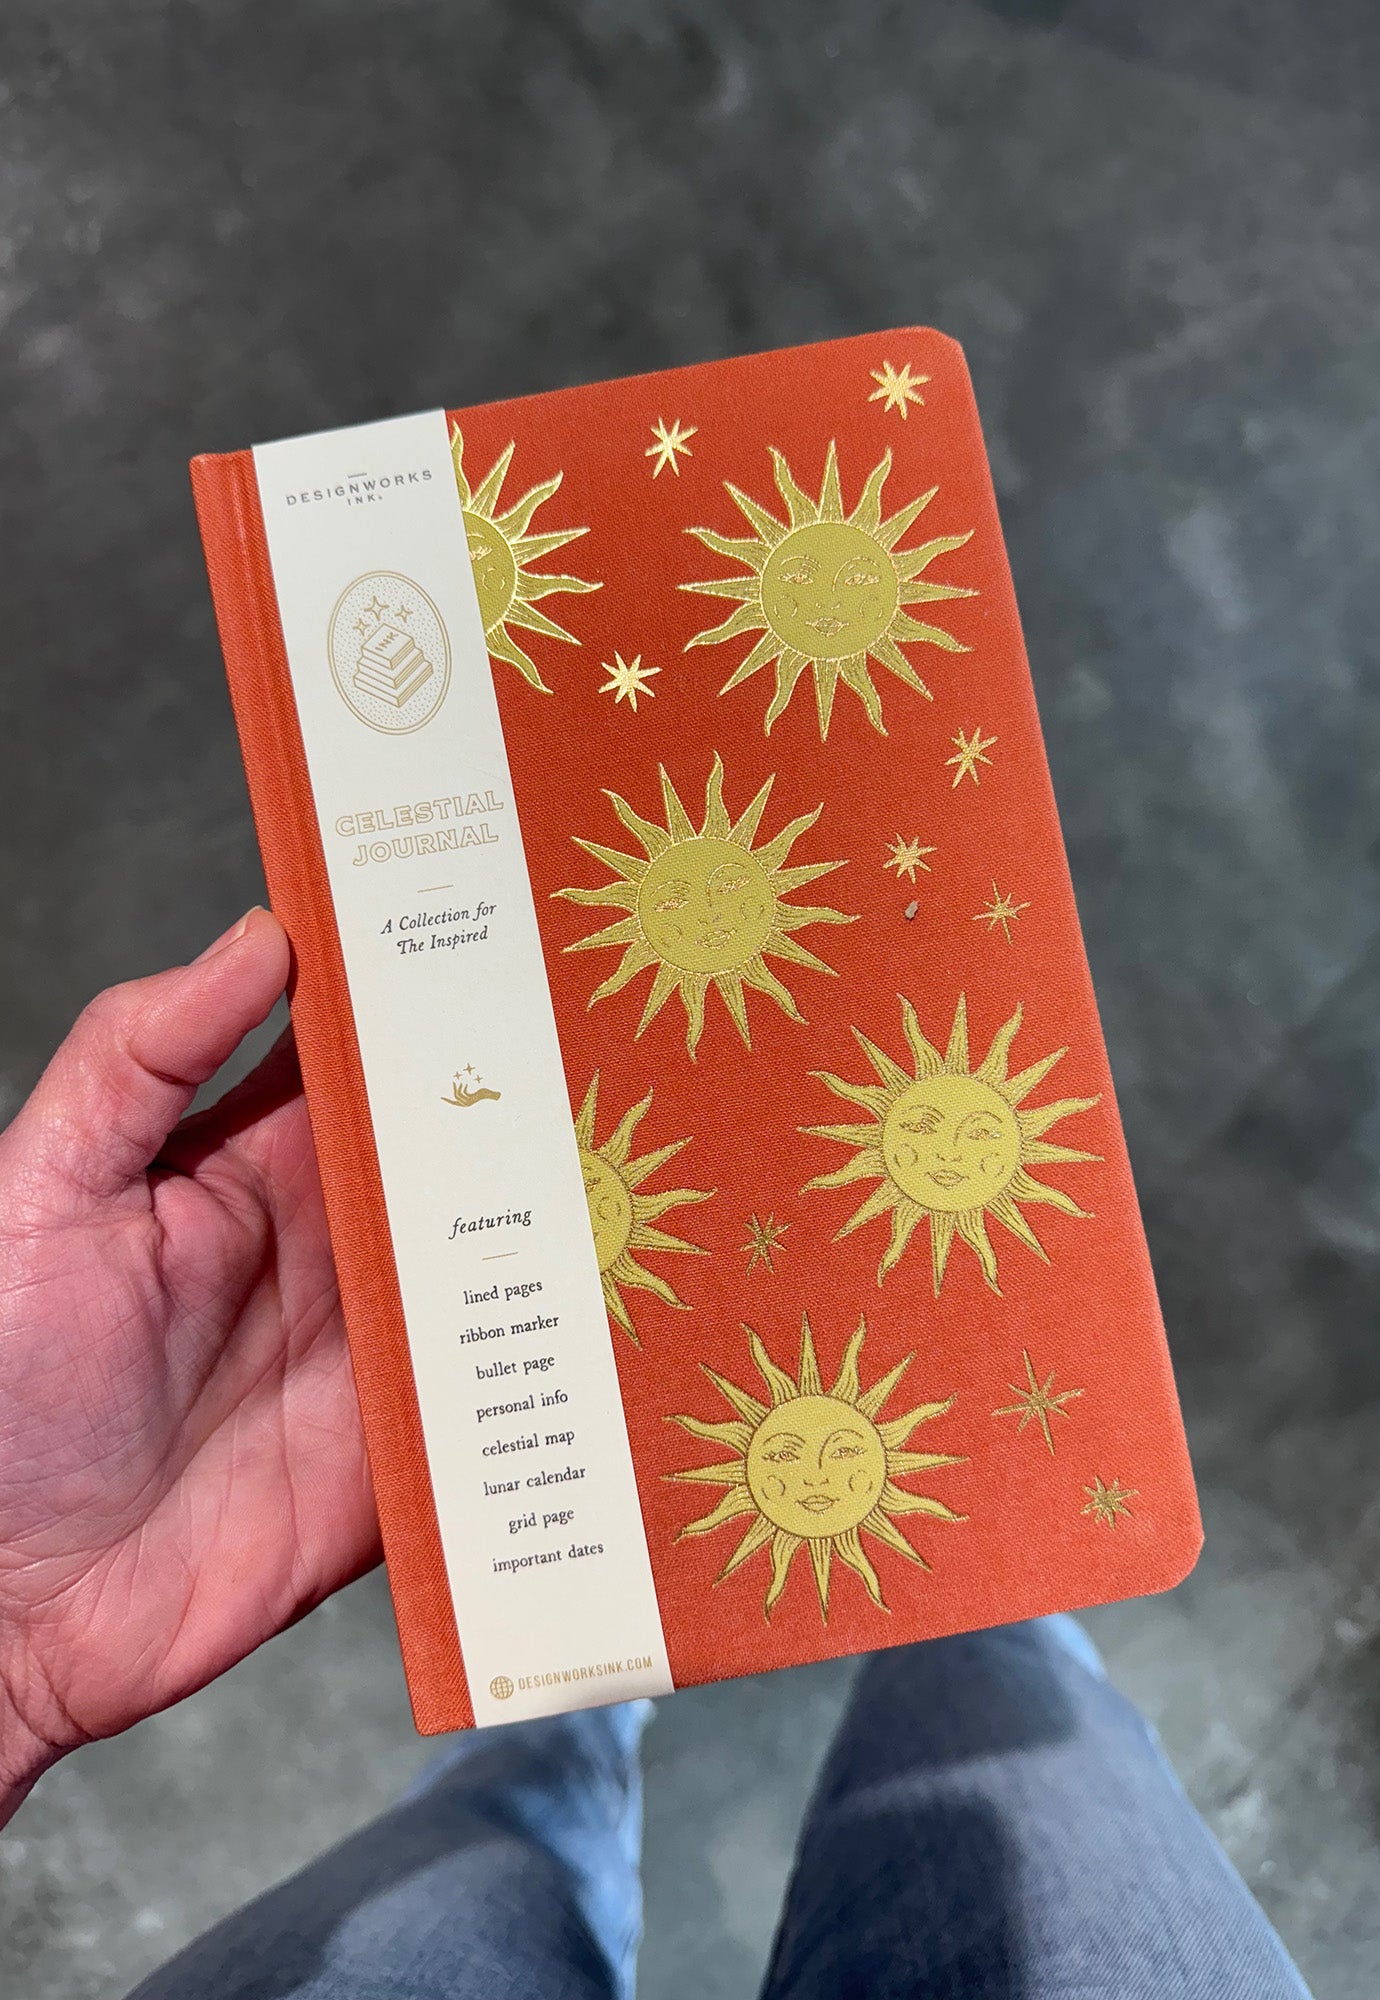 DESIGNWORKS
INK
INK
CELESTIAL
JOURNAL
A Collection for
The Inspired
featuring
lined pages
ribbon marker
bullet page
personal info
celestial map
lunar calendar
grid page
important dates
DESIGNWORKSINK.COM